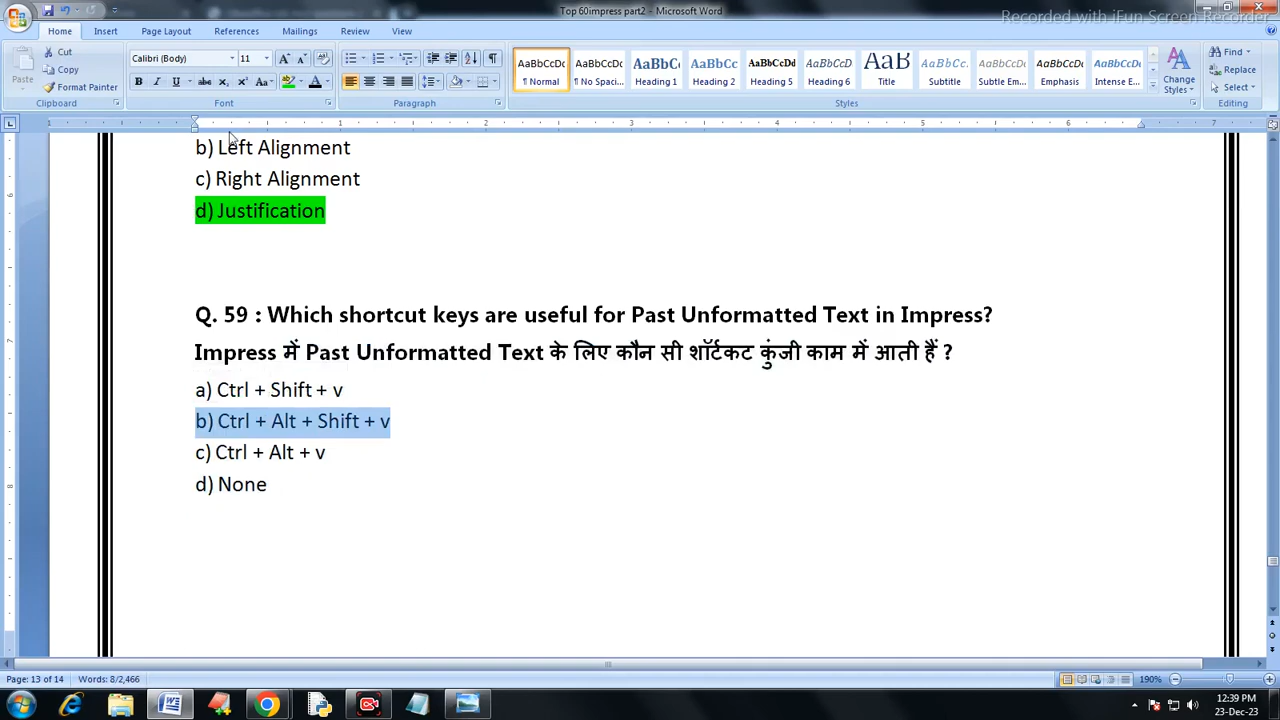 Top 60impress part2 - Microsoft Word
Recorded with iFun Screen Recorder
Home Insert Page Layout References Mailings Review View
Paste
Cut
Copy
Format Painter
Clipboard
Calibri (Body) 11
Font
Paragraph
AaBbCcDc AaBbCcDc AaBbC AaBbCc AaBbCcDd AaBbCcD AaB AaBbCc. AaBbCcD AaBbCcD AaBbCcD
¶ Normal ¶ No Spaci... Heading 1 Heading 2 Heading 5 Heading 6 Title Subtitle Subtle Em... Emphasis Intense E...
Styles
Change Styles
Find
Replace
Select
Editing
b) Left Alignment
c) Right Alignment
d) Justification
Q. 59 : Which shortcut keys are useful for Past Unformatted Text in Impress?
Impress में Past Unformatted Text के लिए कौन सी शॉर्टकट कुंजी काम में आती हैं ?
a) Ctrl + Shift + v
b) Ctrl + Alt + Shift + v
c) Ctrl + Alt + v
d) None
Page: 13 of 14 Words: 8/2,466 190%
12:39 PM
23-Dec-23